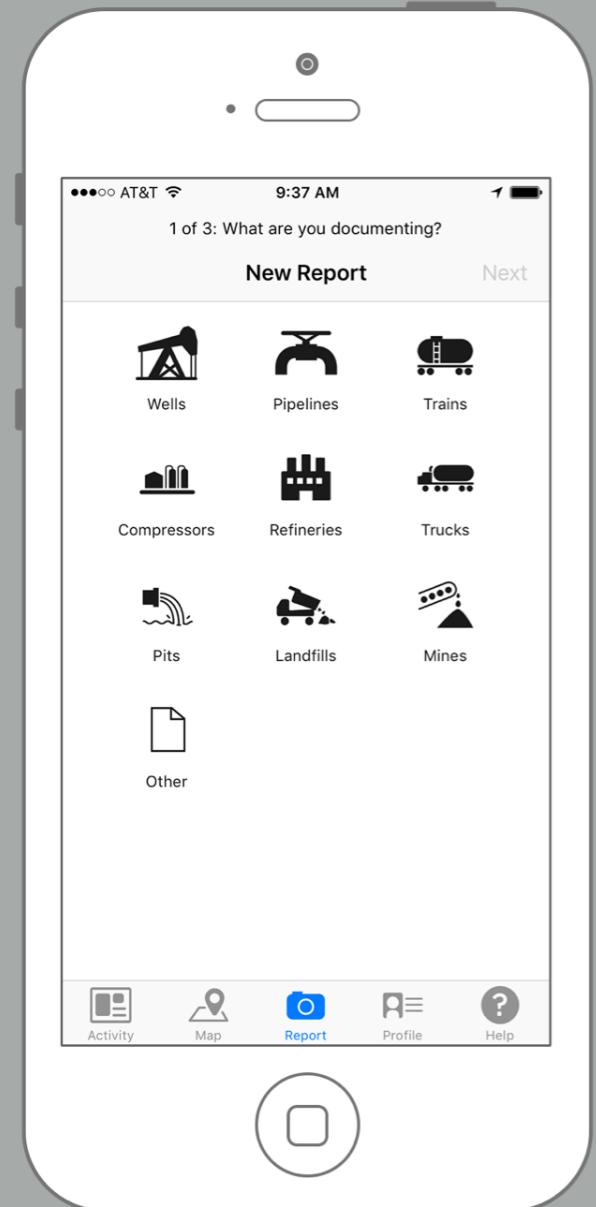 AT&T 9:37 AM
1 of 3: What are you documenting?
New Report Next
Wells Pipelines Trains
Compressors Refineries Trucks
Pits Landfills Mines
Other
Activity Map Report Profile Help